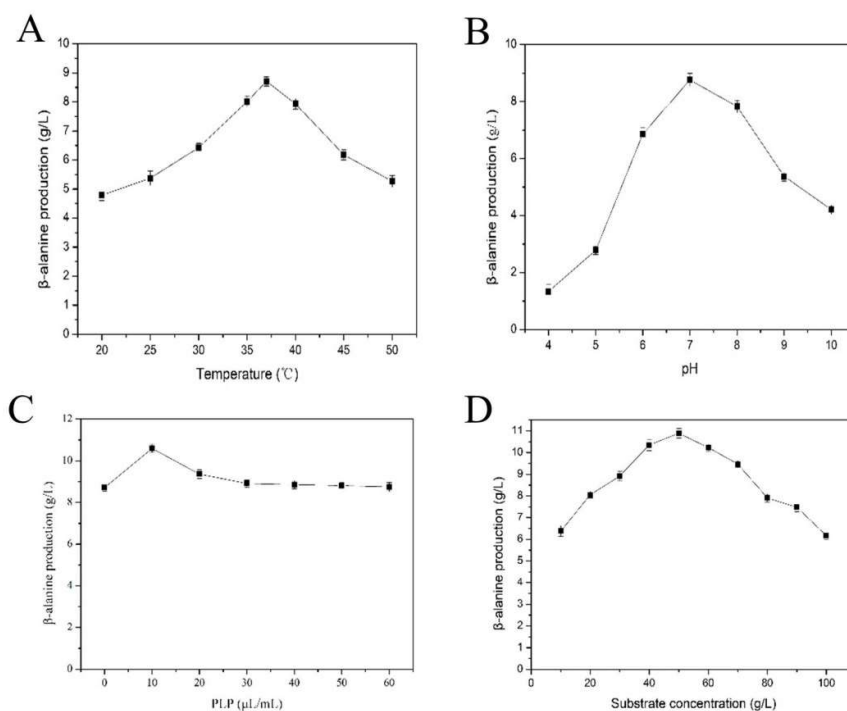 A
10
9
8
7
6
5
4
3
2
1
0
β-alanine production (g/L)
20 25 30 35 40 45 50
Temperature (℃)
B
10
8
6
4
2
0
β-alanine production (g/L)
4 5 6 7 8 9 10
pH
C
12
10
8
6
4
2
0
β-alanine production (g/L)
0 10 20 30 40 50 60
PLP (μL/mL)
D
11
10
9
8
7
6
5
4
3
2
1
0
β-alanine production (g/L)
20 40 60 80 100
Substrate concentration (g/L)